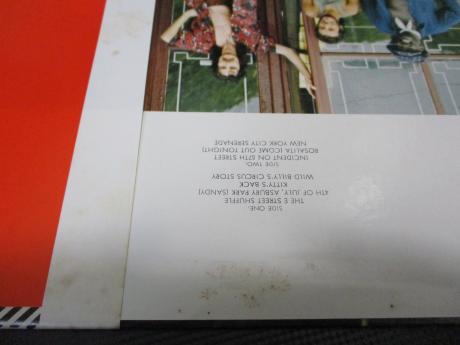 SIDE ONE.
THE E STREET SHUFFLE
4TH OF JULY, ASBURY PARK (SANDY)
KITTY'S BACK
WILD BILLY'S CIRCUS STORY
SIDE TWO.
INCIDENT ON 57TH STREET
ROSALITA (COME OUT TONIGHT)
NEW YORK CITY SERENADE